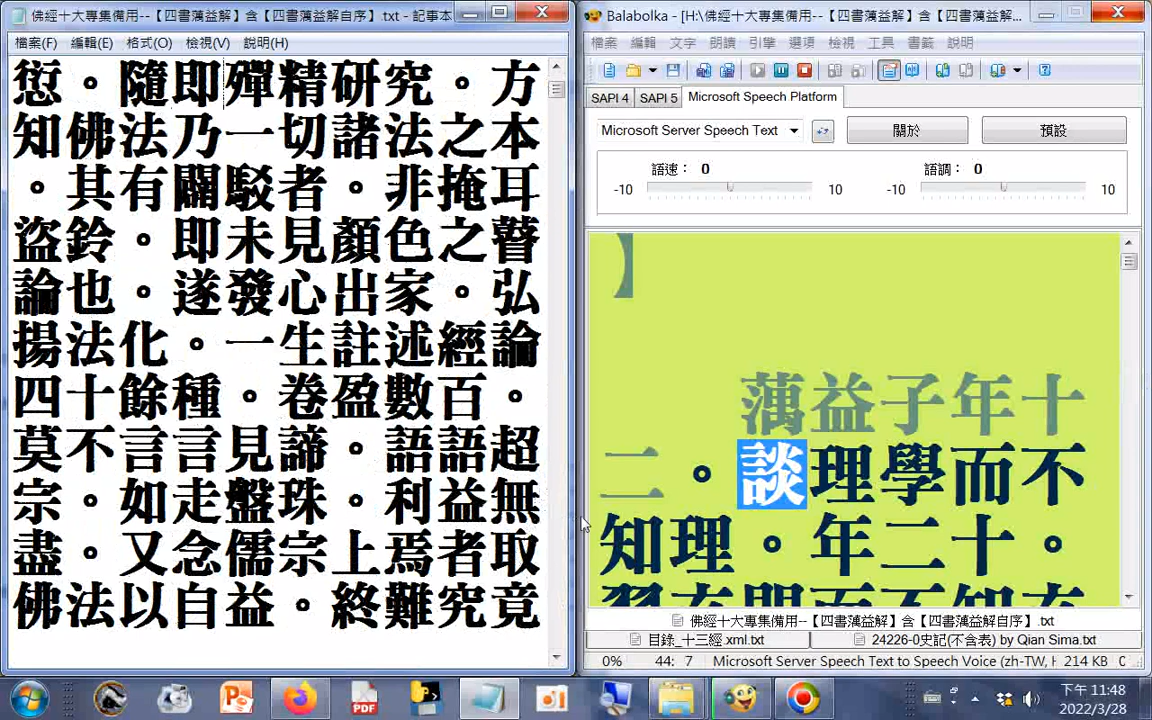 佛經十大專集備用--【四書蕅益解】含【四書蕅益解自序】.txt - 記事本
檔案(F) 編輯(E) 格式(O) 檢視(V) 說明(H)
愆。隨即殫精研究。方
知佛法乃一切諸法之本
。其有闢駁者。非掩耳
盜鈴。即未見顏色之瞽
論也。遂發心出家。弘
揚法化。一生註述經論
四十餘種。卷盈數百。
莫不言言見諦。語語超
宗。如走盤珠。利益無
盡。又念儒宗上焉者取
佛法以自益。終難究竟
Balabolka - [H:\佛經十大專集備用--【四書蕅益解】含【四書蕅益解自序】...
檔案 編輯 文字 朗讀 引擎 選項 檢視 工具 書籤 說明
SAPI 4 SAPI 5 Microsoft Speech Platform
Microsoft Server Speech Text 關於 預設
語速： 0 語調： 0
-10 10 -10 10
】
蕅益子年十
二。談理學而不
知理。年二十。
習玄門而不知玄
佛經十大專集備用--【四書蕅益解】含【四書蕅益解自序】.txt
目錄_十三經.xml.txt 24226-0史記(不含表) by Qian Sima.txt
0% 44: 7 Microsoft Server Speech Text to Speech Voice (zh-TW, H 214 KB
PDF
下午 11:48
2022/3/28